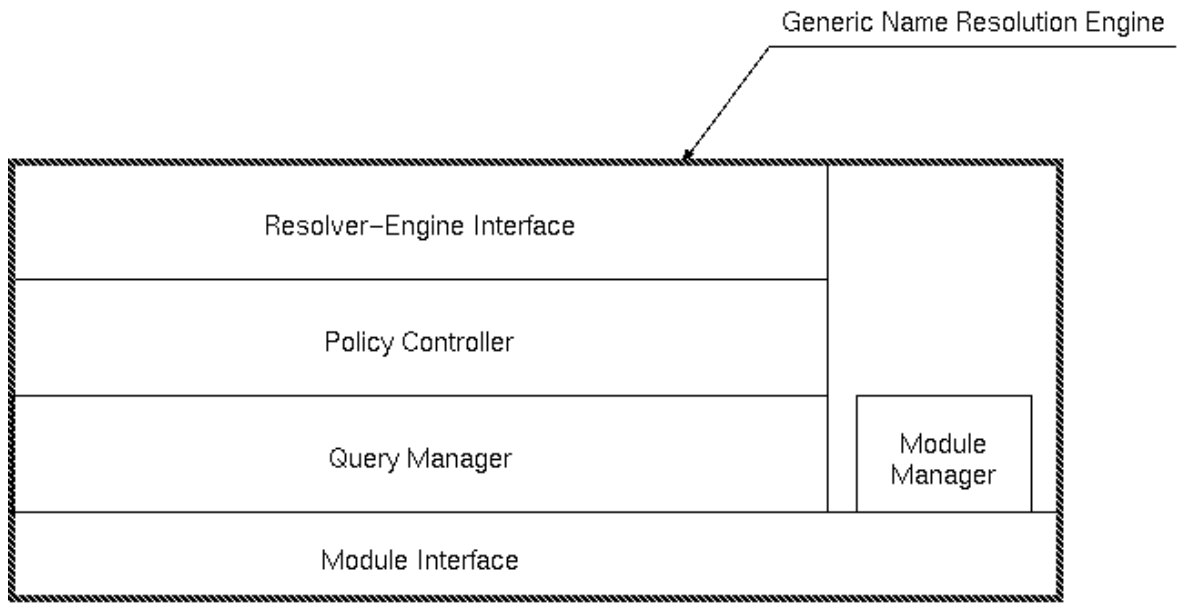 Generic Name Resolution Engine
Resolver-Engine Interface
Policy Controller
Query Manager
Module
Manager
Module Interface